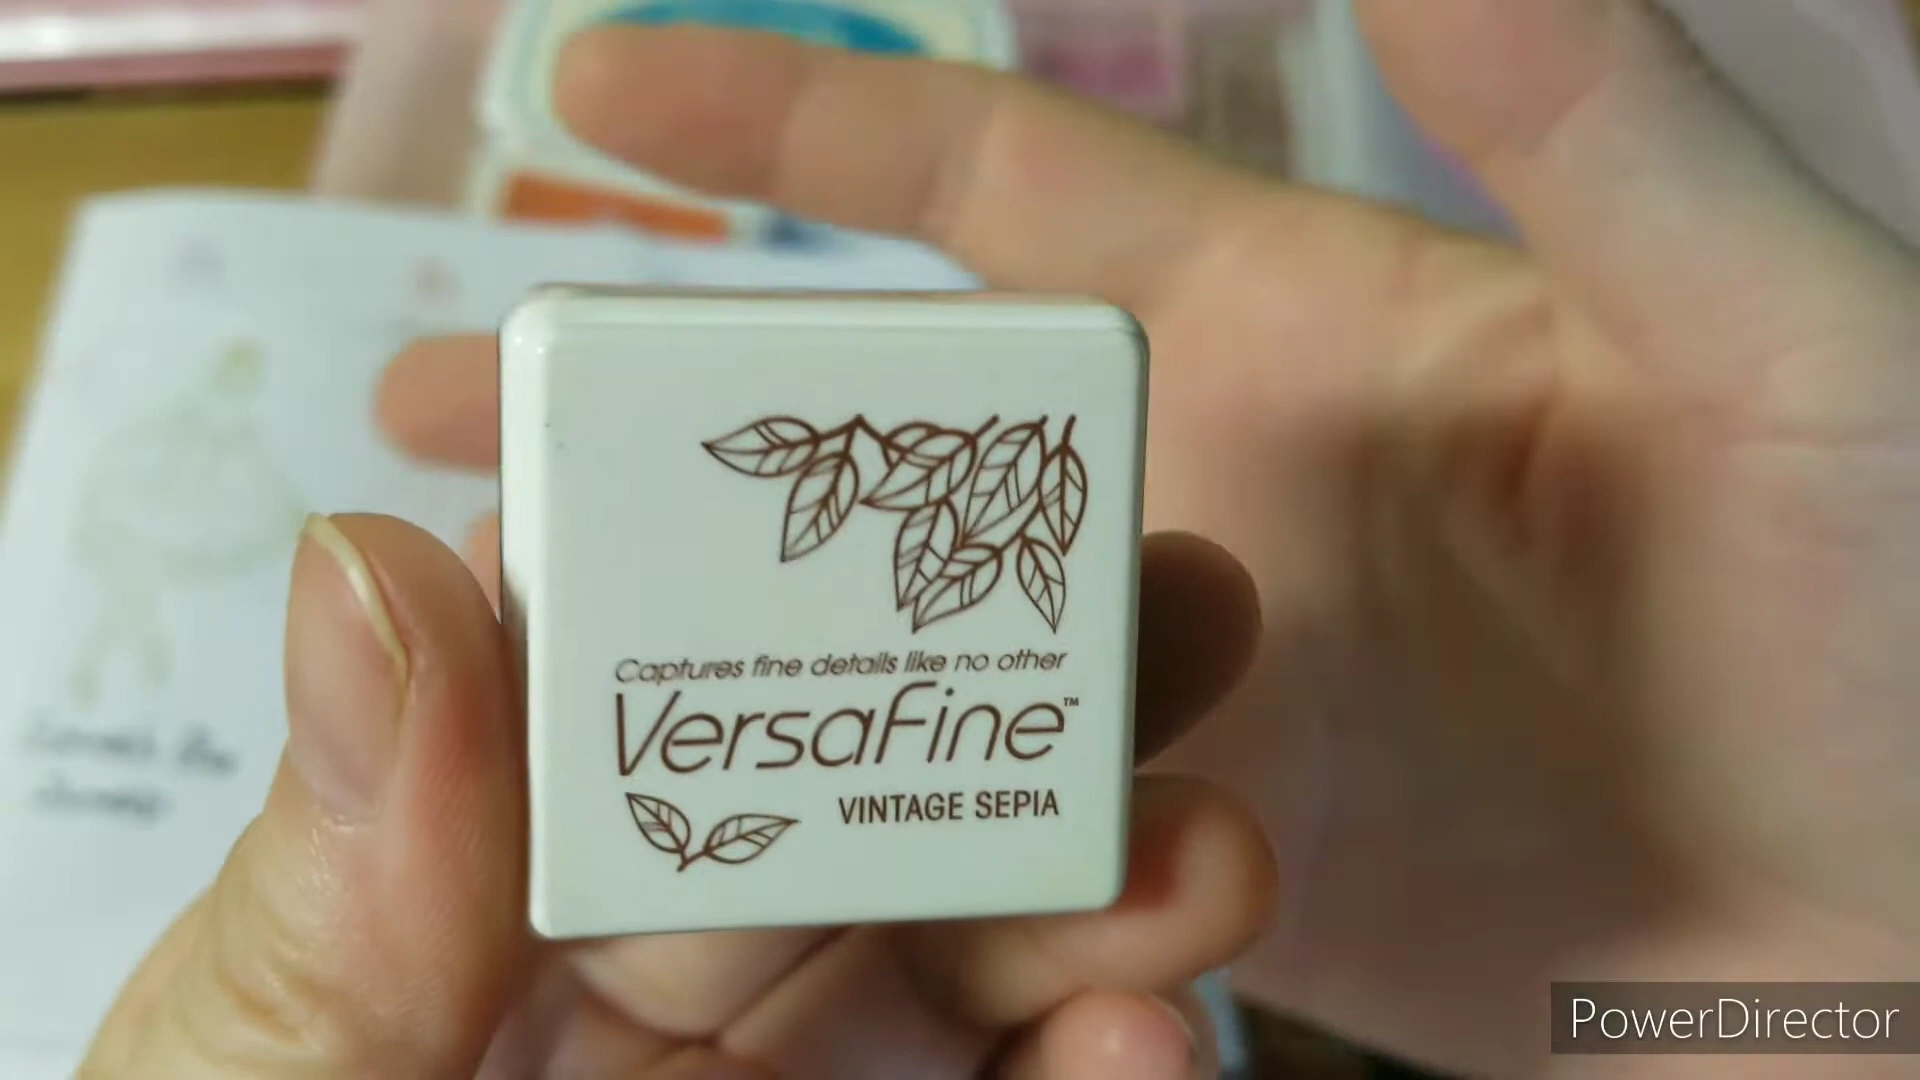 Captures fine details like no other
VersaFine™
VINTAGE SEPIA
PowerDirector